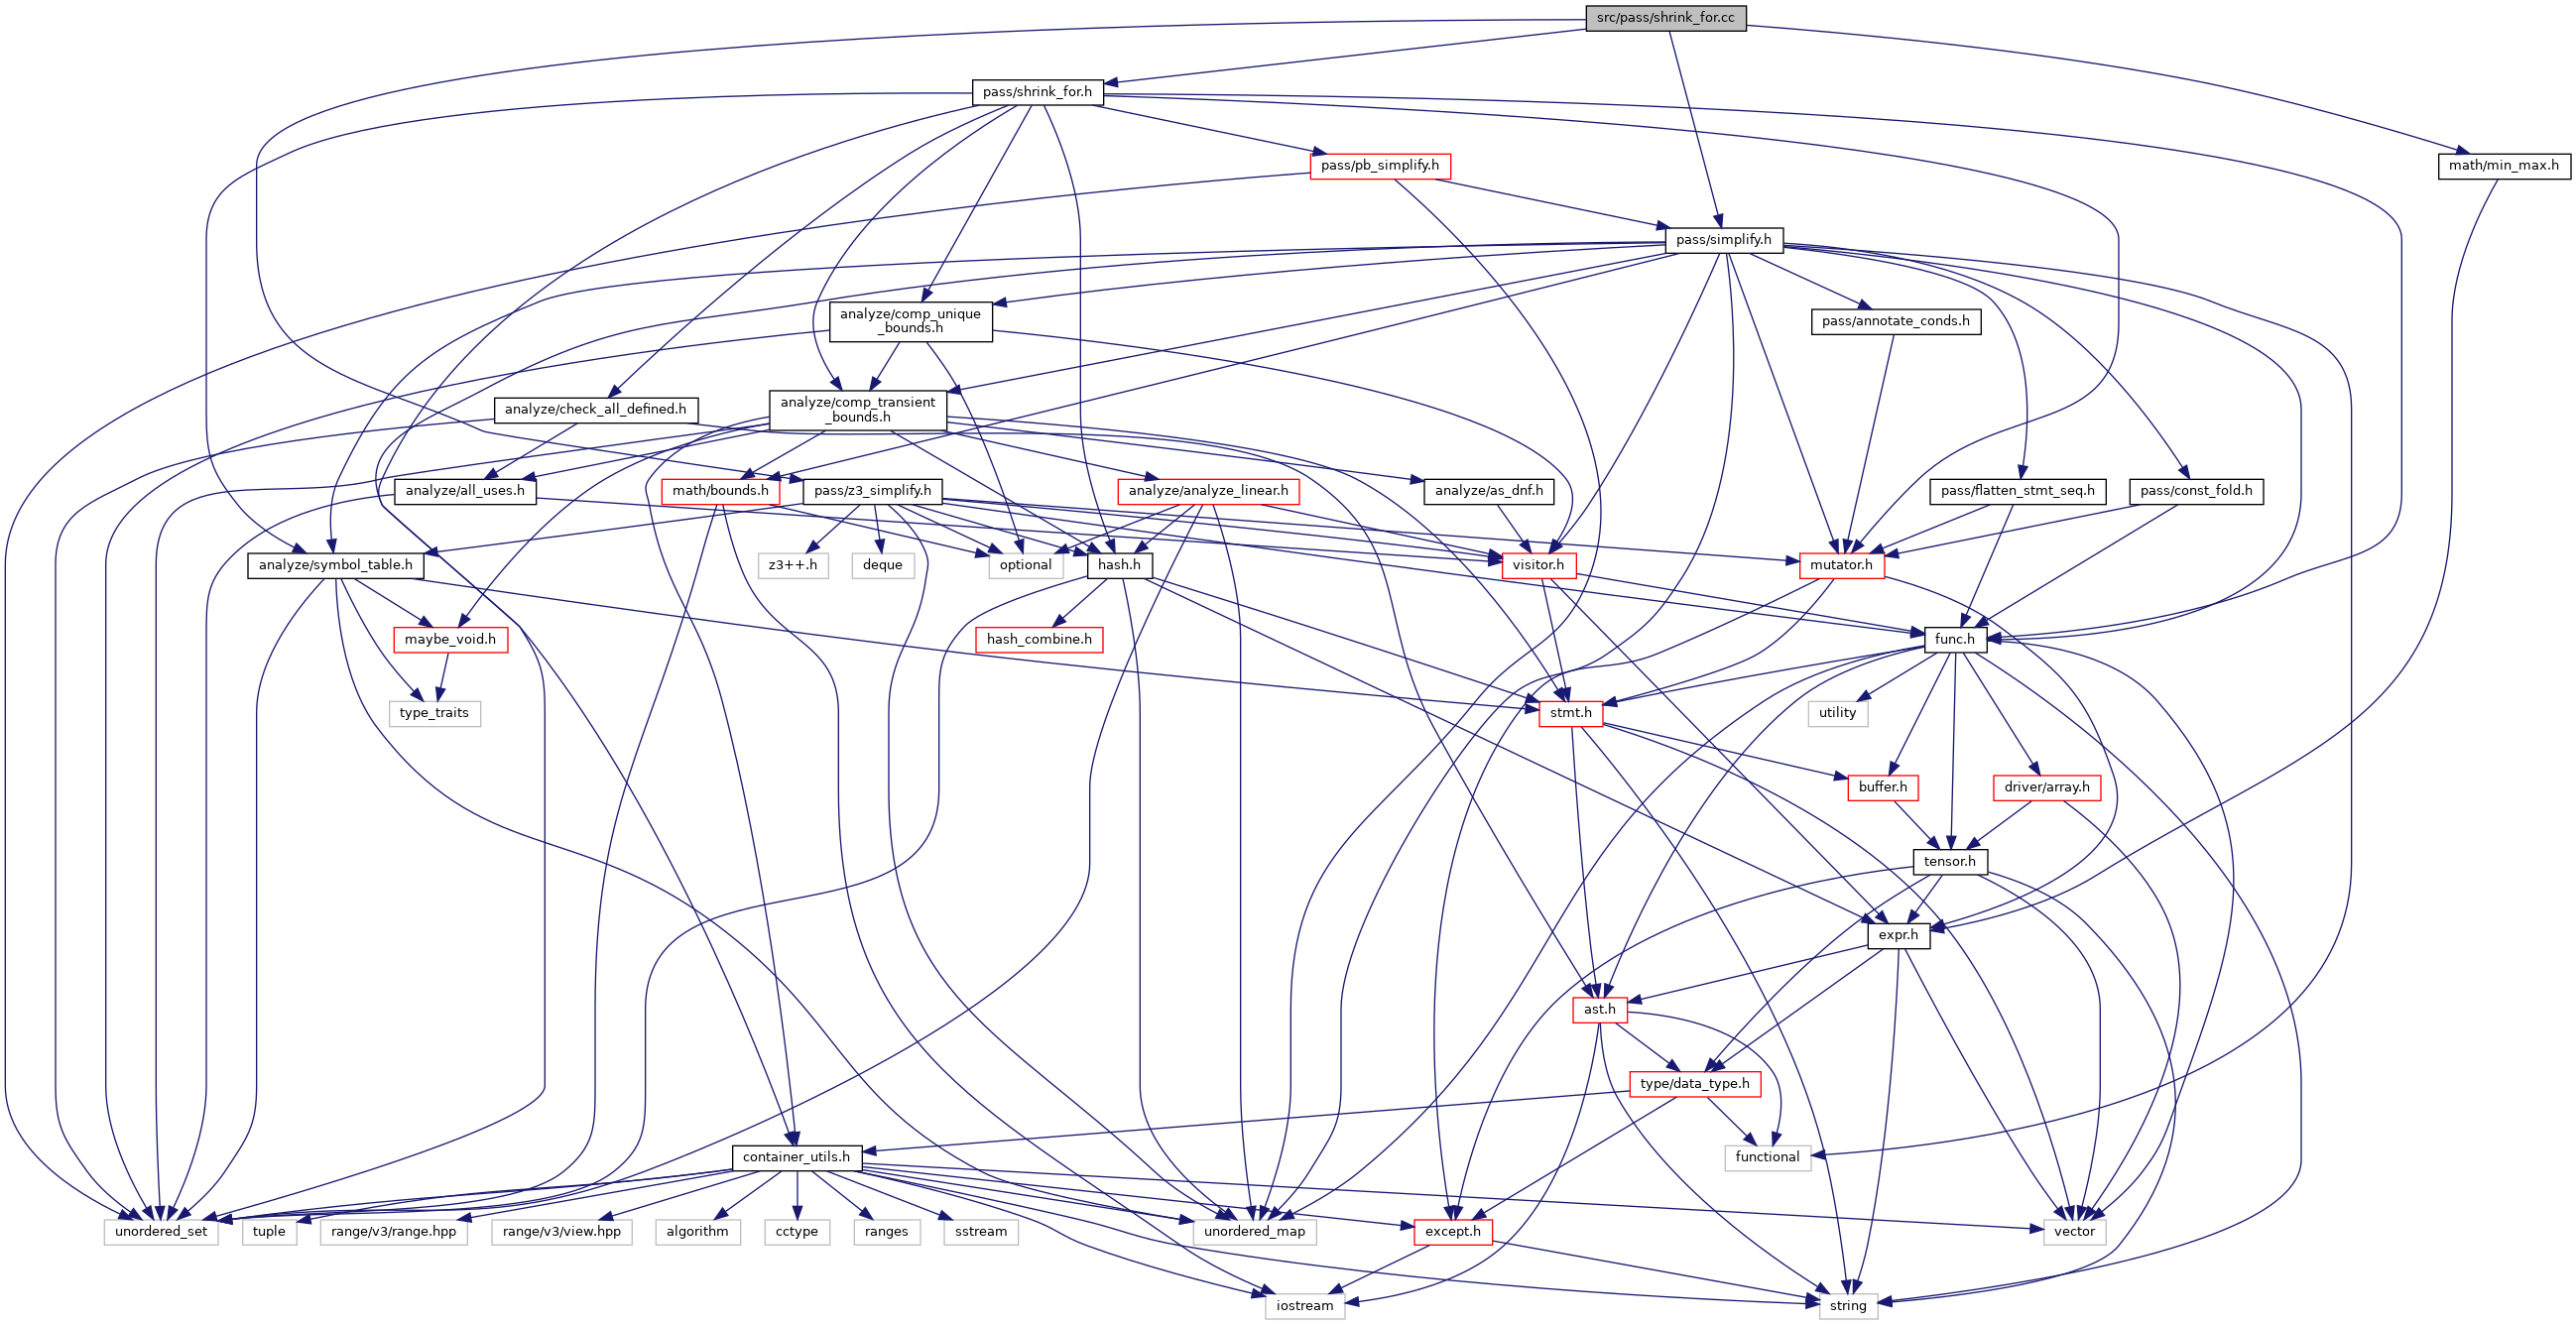 src/pass/shrink_for.cc
pass/shrink_for.h
pass/pb_simplify.h
math/min_max.h
pass/simplify.h
analyze/comp_unique
_bounds.h
pass/annotate_conds.h
analyze/check_all_defined.h
analyze/comp_transient
_bounds.h
analyze/all_uses.h
math/bounds.h
pass/z3_simplify.h
analyze/analyze_linear.h
analyze/as_dnf.h
pass/flatten_stmt_seq.h
pass/const_fold.h
analyze/symbol_table.h
z3++.h
deque
optional
hash.h
visitor.h
mutator.h
maybe_void.h
hash_combine.h
func.h
type_traits
stmt.h
utility
buffer.h
driver/array.h
tensor.h
expr.h
ast.h
type/data_type.h
container_utils.h
functional
unordered_set
tuple
range/v3/range.hpp
range/v3/view.hpp
algorithm
cctype
ranges
sstream
unordered_map
except.h
vector
iostream
string